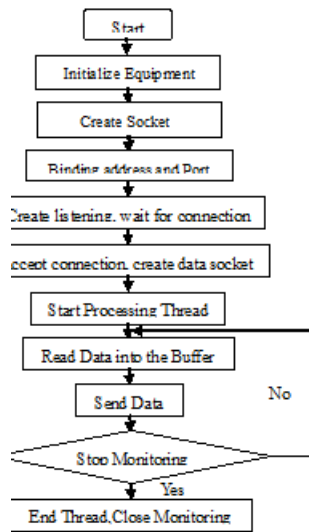 Start
Initialize Equipment
Create Socket
Binding address and Port
Create listening, wait for connection
accept connection, create data socket
Start Processing Thread
Read Data into the Buffer
Send Data
No
Stop Monitoring
Yes
End Thread,Close Monitoring